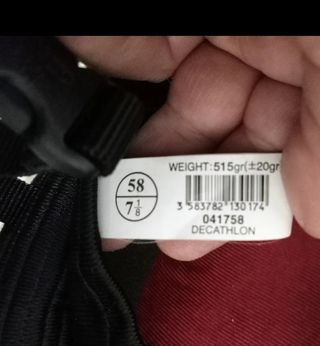 WEIGHT:515gr(±20gr
58
7 1/8
3 583782 130174
041758
DECATHLON